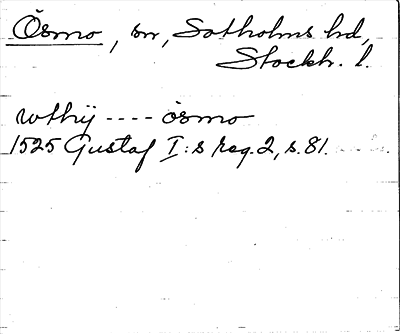 Ösmo, sn, Sotholms hd,
Stockh. l.
wthij ---- ösmo
1525 Gustaf I:s reg. 2, s. 81.